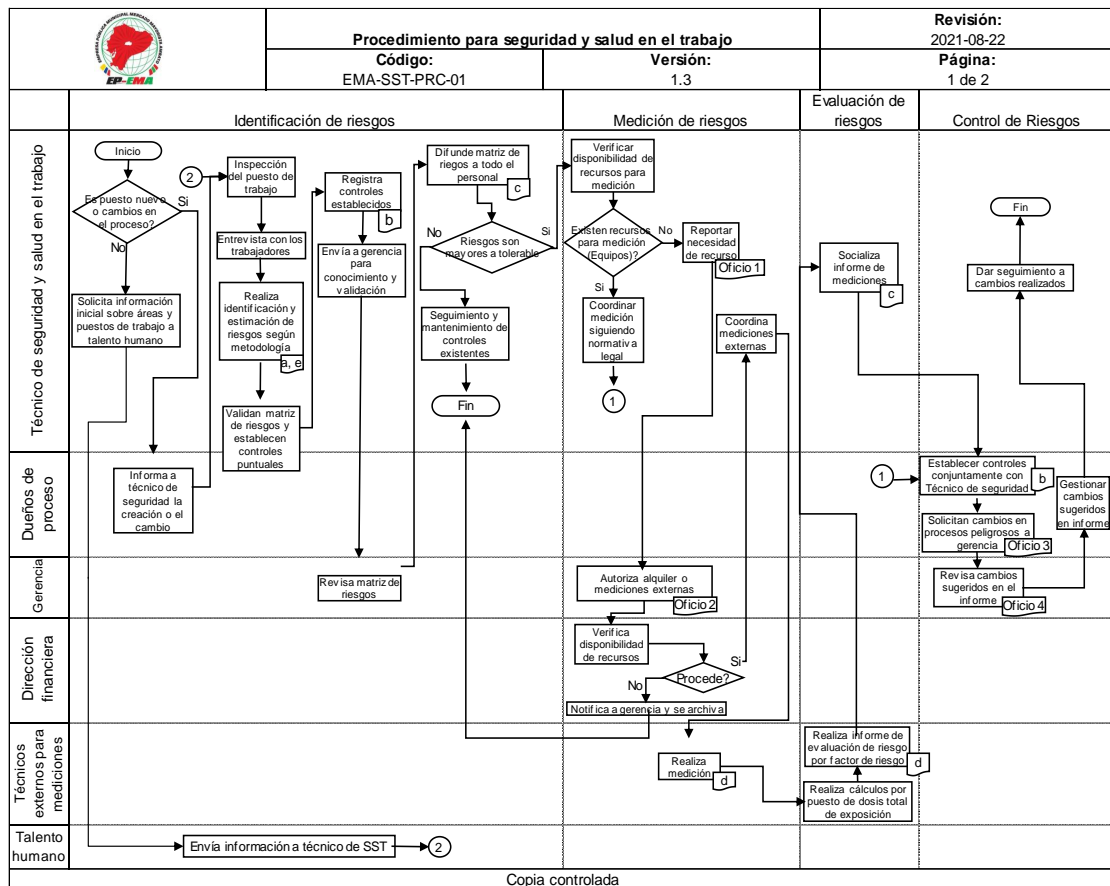 EMPRESA PÚBLICA MUNICIPAL MERCADO MAYORISTA AMBATO
EP-EMA
Procedimiento para seguridad y salud en el trabajo
Revisión:
2021-08-22
Código:
EMA-SST-PRC-01
Versión:
1.3
Página:
1 de 2
Identificación de riesgos
Medición de riesgos
Evaluación de
riesgos
Control de Riesgos
Técnico de seguridad y salud en el trabajo
Inicio
Es puesto nuevo
o cambios en
el proceso?
Si
No
Solicita información
inicial sobre áreas y
puestos de trabajo a
talento humano
2
Inspección
del puesto de
trabajo
Entrevista con los
trabajadores
Realiza
identificación y
estimación de
riesgos según
metodología
a, e
Validan matriz de
riesgos y
establecen
controles
puntuales
Registra
controles
establecidos
b
Envía a gerencia
para
conocimiento y
validación
Difunde matriz de
riegos a todo el
personal
c
No
Riesgos son
mayores a tolerable
Si
Seguimiento y
mantenimiento de
controles
existentes
Fin
Verificar
disponibilidad de
recursos para
medición
Existen recursos
para medición
(Equipos)?
No
Reportar
necesidad
de recurso
Oficio 1
Si
Coordinar
medición
siguiendo
normativa
legal
1
Coordina
mediciones
externas
Socializa
informe de
mediciones
c
Fin
Dar seguimiento a
cambios realizados
Dueños de
proceso
Informa a
técnico de
seguridad la
creación o el
cambio
1
Establecer controles
conjuntamente con
Técnico de seguridad
b
Solicitan cambios en
procesos peligrosos a
gerencia
Oficio 3
Gestionar
cambios
sugeridos
en informe
Gerencia
Revisa matriz de
riesgos
Autoriza alquiler o
mediciones externas
Oficio 2
Revisa cambios
sugeridos en el
informe
Oficio 4
Dirección
financiera
Verifica
disponibilidad
de recursos
Procede?
Si
No
Notifica a gerencia y se archiva
Técnicos
externos para
mediciones
Realiza
medición
d
Realiza informe de
evaluación de riesgo
por factor de riesgo
d
Realiza cálculos por
puesto de dosis total
de exposición
Talento
humano
Envía información a técnico de SST
2
Copia controlada